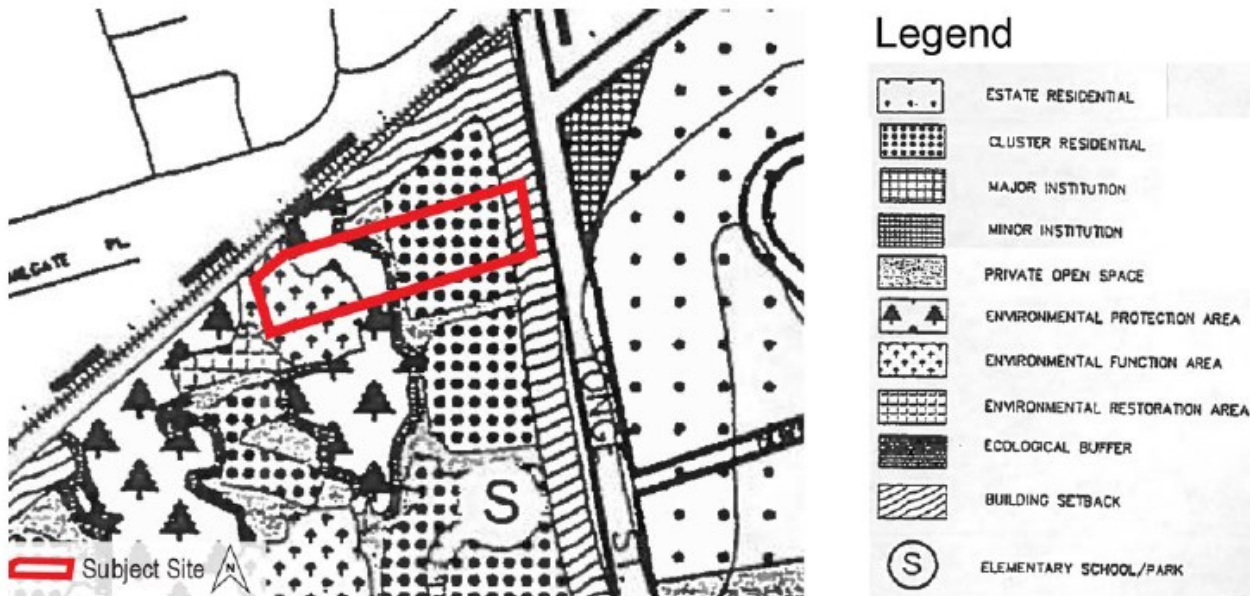 Legend
ESTATE RESIDENTIAL
CLUSTER RESIDENTIAL
MAJOR INSTITUTION
MINOR INSTITUTION
PRIVATE OPEN SPACE
ENVIRONMENTAL PROTECTION AREA
ENVIRONMENTAL FUNCTION AREA
ENVIRONMENTAL RESTORATION AREA
ECOLOGICAL BUFFER
BUILDING SETBACK
S
ELEMENTARY SCHOOL/PARK
PL.
S
Subject Site
N